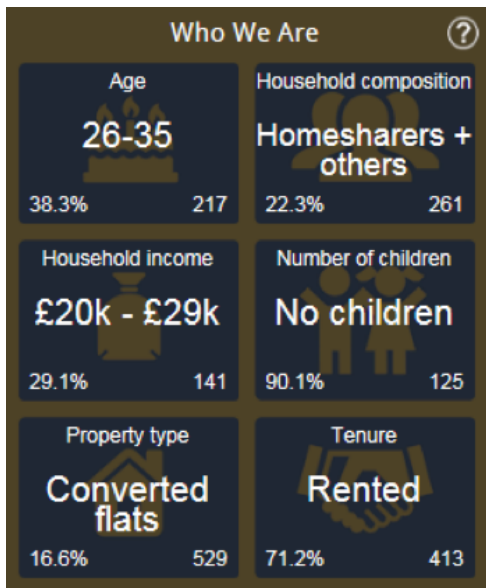 Who We Are
?
Age
26-35
38.3% 217
Household composition
Homesharers +
others
22.3% 261
Household income
£20k - £29k
29.1% 141
Number of children
No children
90.1% 125
Property type
Converted
flats
16.6% 529
Tenure
Rented
71.2% 413